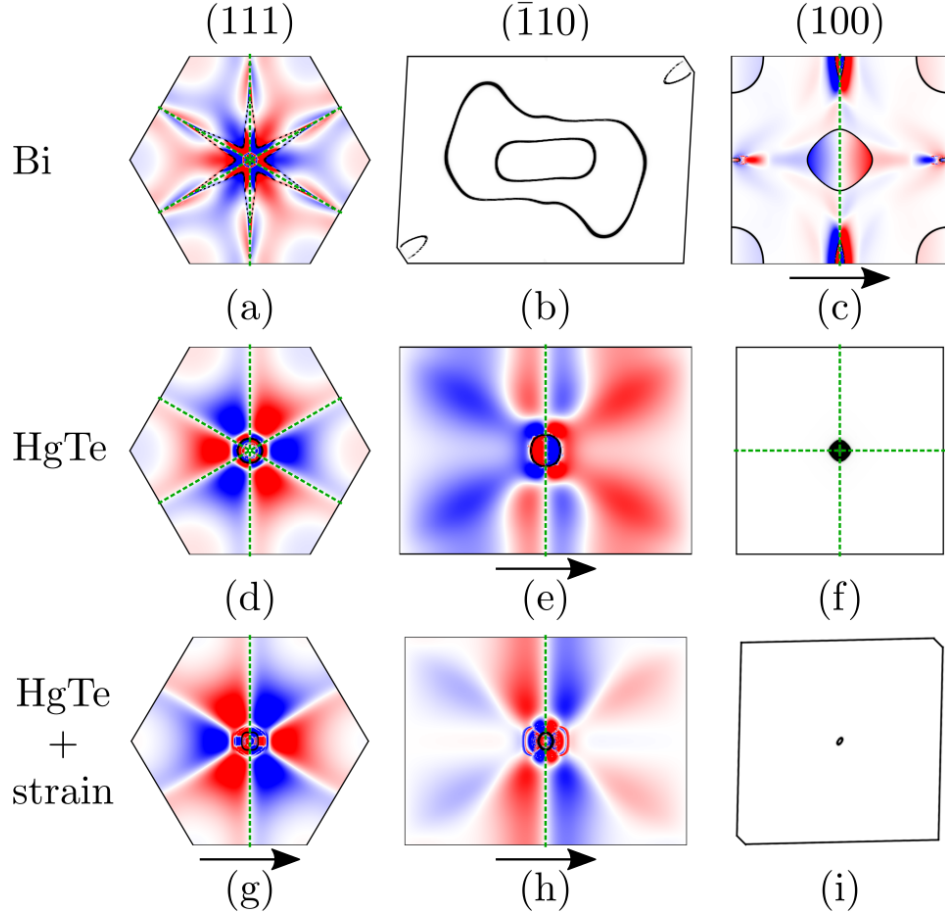 (111) (1̄10) (100)
Bi
(a) (b) (c)
HgTe
(d) (e) (f)
HgTe
+
strain
(g) (h) (i)